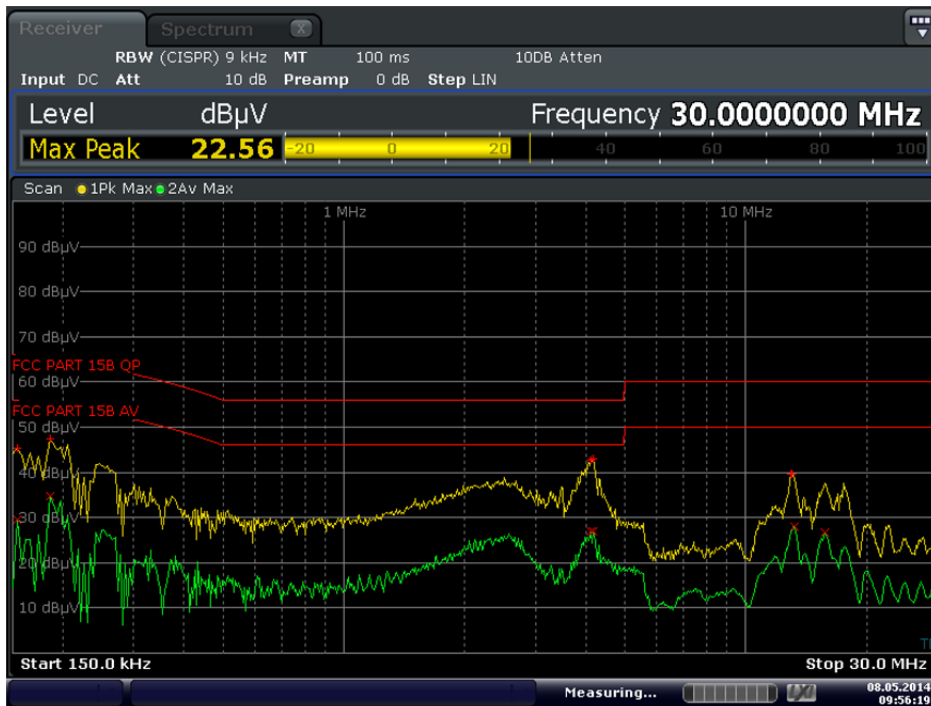 Receiver Spectrum X
RBW (CISPR) 9 kHz MT 100 ms 10DB Atten
Input DC Att 10 dB Preamp 0 dB Step LIN
Level dBµV Frequency 30.0000000 MHz
Max Peak 22.56 -20 0 20 40 60 80 100
Scan 1Pk Max 2Av Max
1 MHz 10 MHz
90 dBµV
80 dBµV
70 dBµV
FCC PART 15B QP
60 dBµV
FCC PART 15B AV
50 dBµV
40 dBµV
30 dBµV
20 dBµV
10 dBµV
Start 150.0 kHz Stop 30.0 MHz
Measuring... 08.05.2014
09:56:19